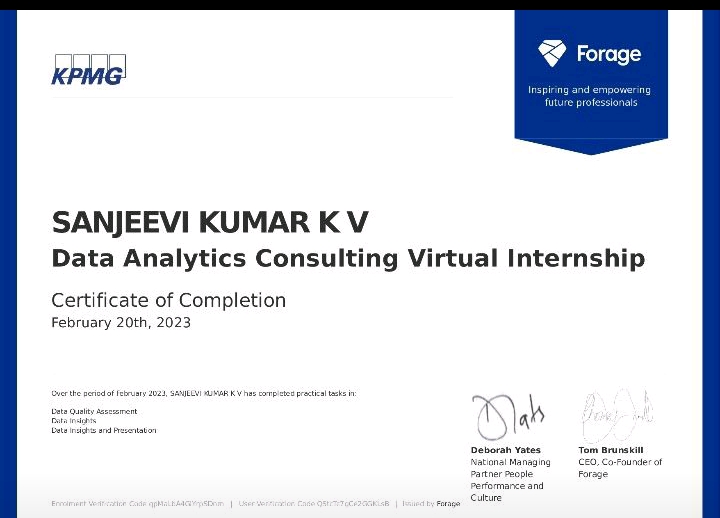 KPMG
Forage
Inspiring and empowering
future professionals
SANJEEVI KUMAR K V
Data Analytics Consulting Virtual Internship
Certificate of Completion
February 20th, 2023
Over the period of February 2023, SANJEEVI KUMAR K V has completed practical tasks in:
Data Quality Assessment
Data Insights
Data Insights and Presentation
Deborah Yates
National Managing
Partner People
Performance and
Culture
Tom Brunskill
CEO, Co-Founder of
Forage
Enrolment Verification Code | User Verification Code | Issued by Forage